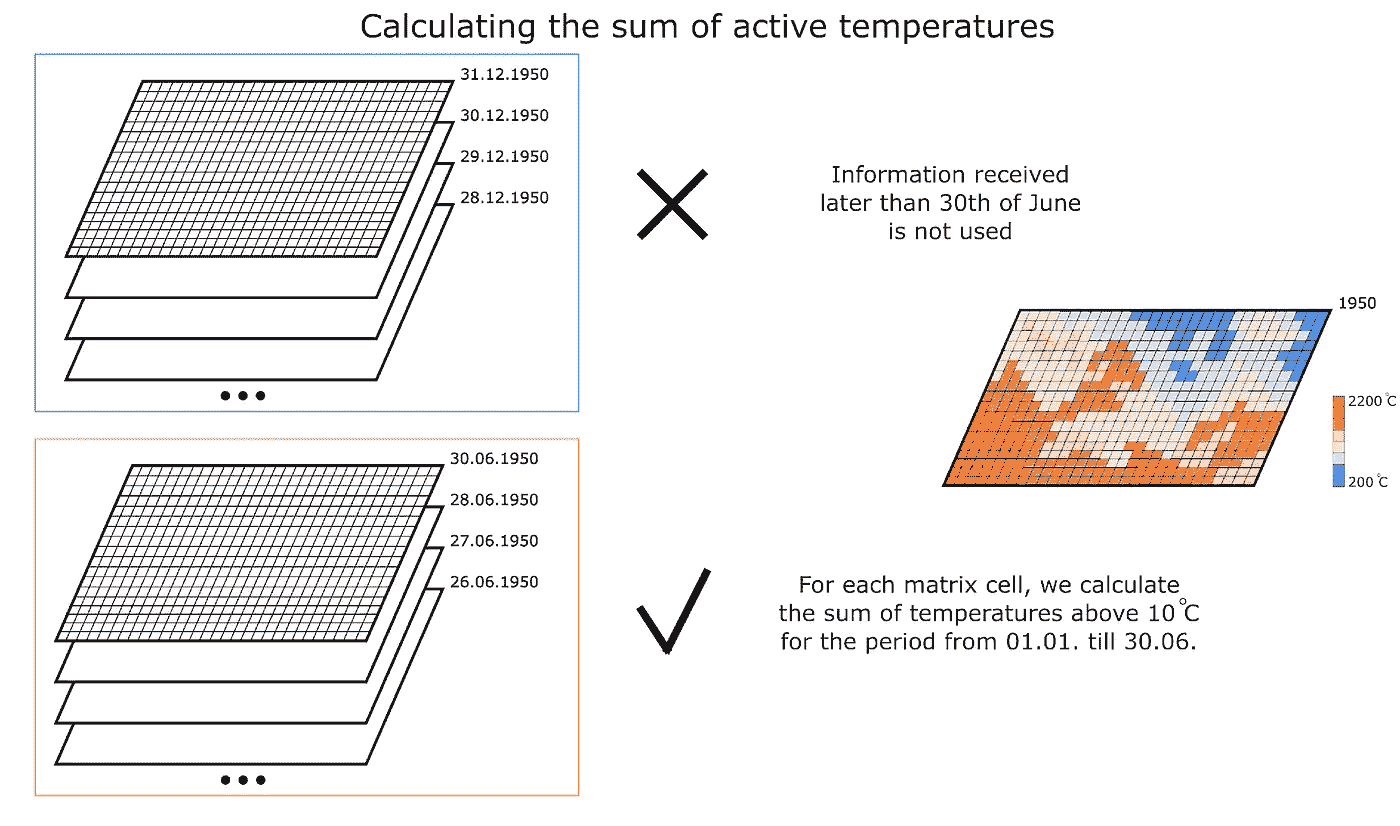 Calculating the sum of active temperatures
31.12.1950
30.12.1950
29.12.1950
28.12.1950
Information received
later than 30th of June
is not used
1950
2200 °C
200 °C
30.06.1950
28.06.1950
27.06.1950
26.06.1950
For each matrix cell, we calculate
the sum of temperatures above 10 °C
for the period from 01.01. till 30.06.